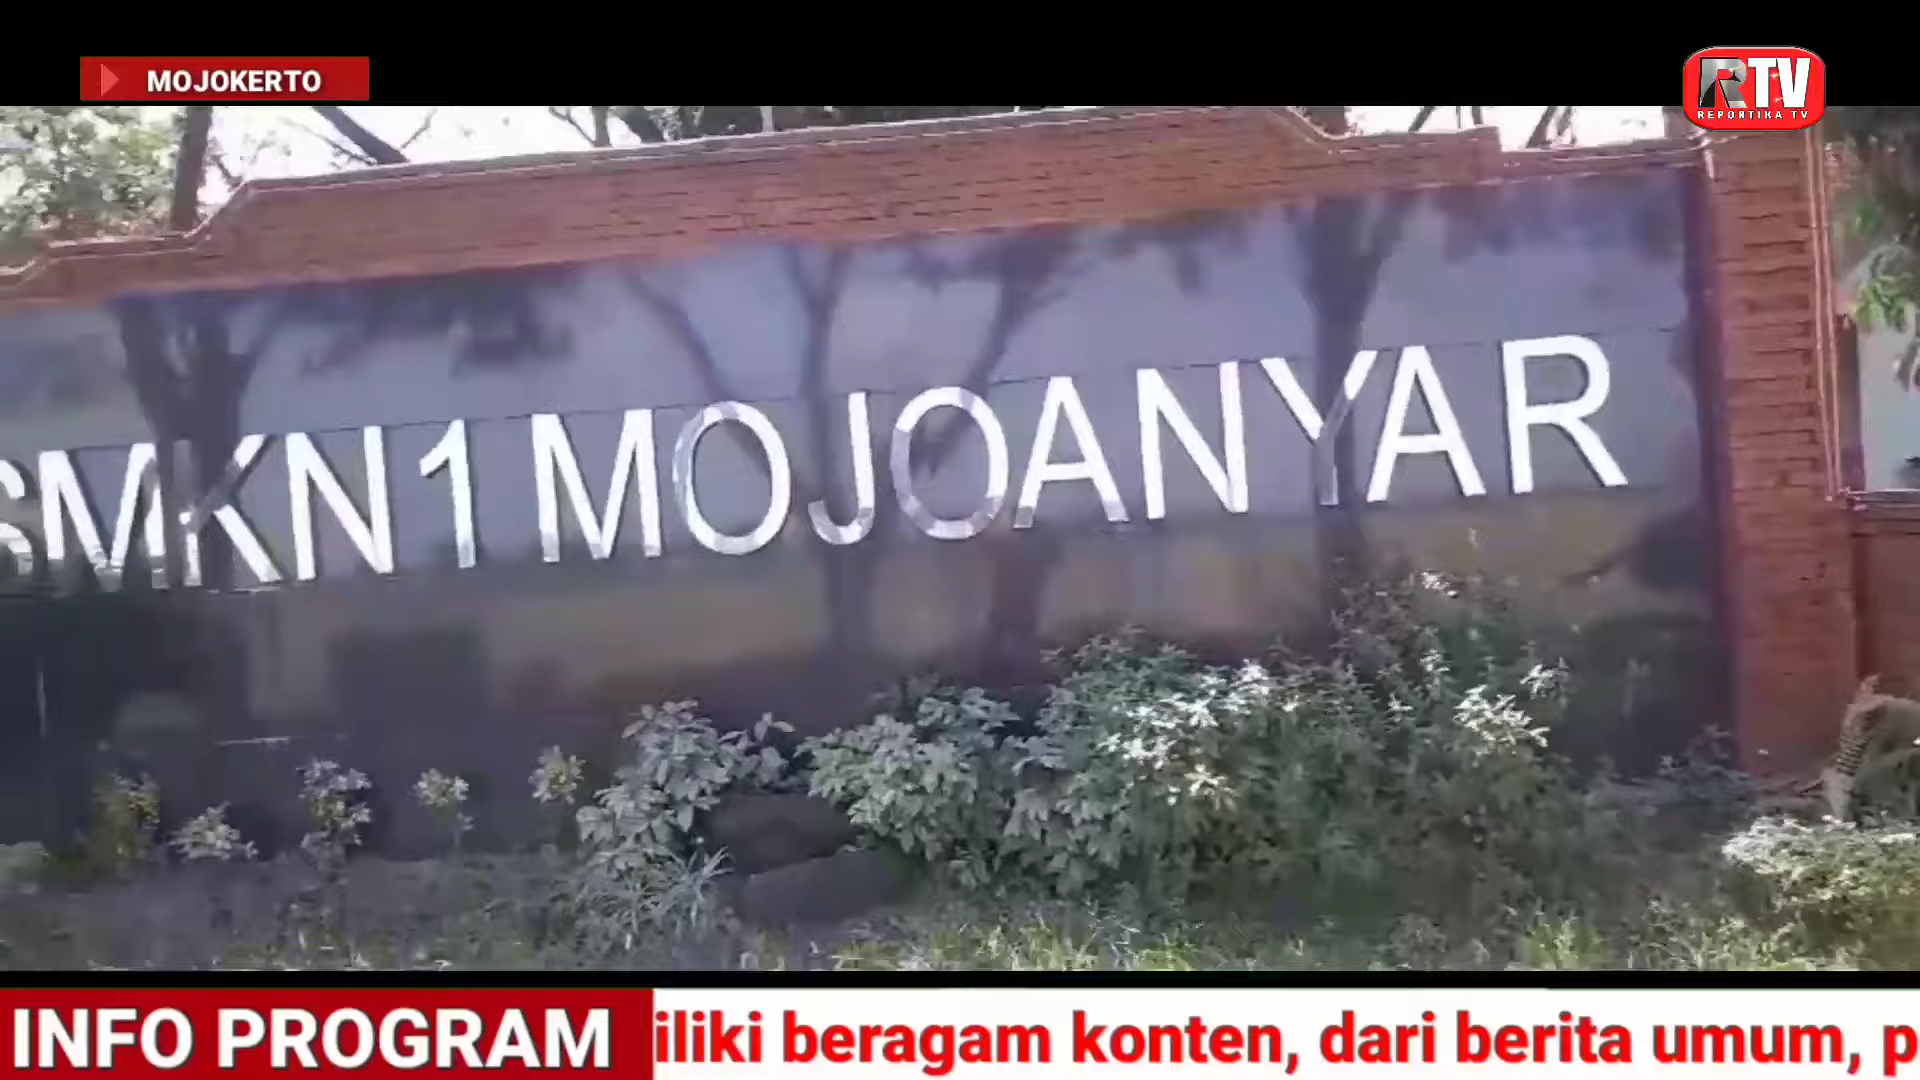 MOJOKERTO
RTV
REPORTIKA TV
SMKN1 MOJOANYAR
INFO PROGRAM
iliki beragam konten, dari berita umum, p